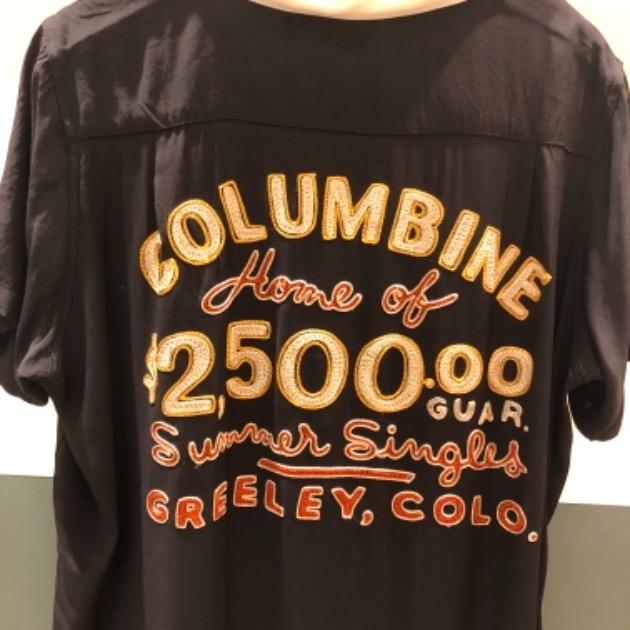 COLUMBINE
Home of
$2,500.00
GUAR.
Summer Singles
GREELEY, COLO.